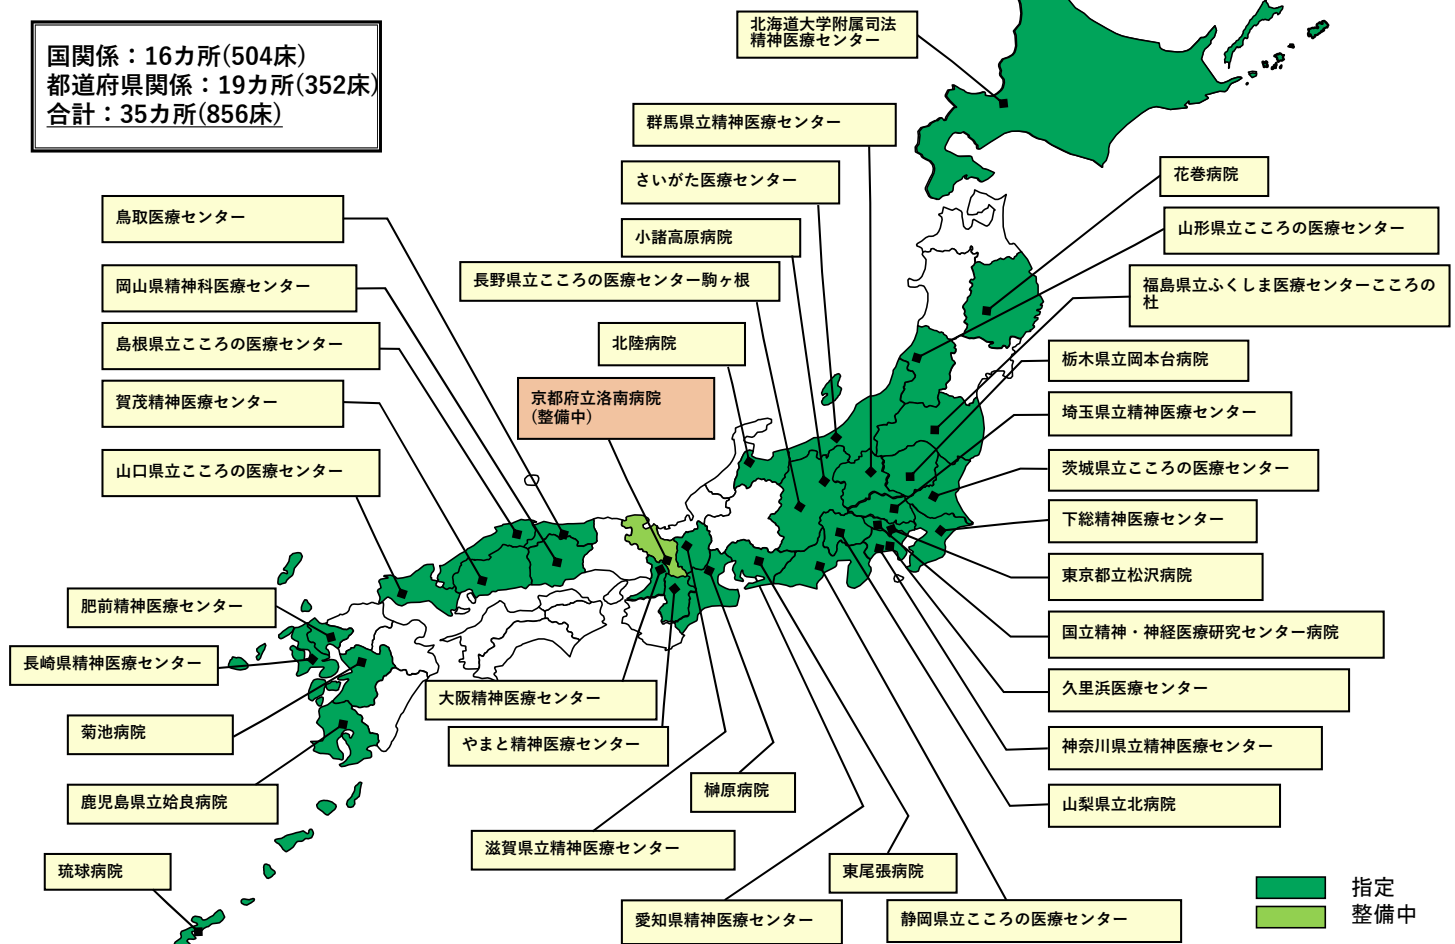 国関係：16カ所(504床)
都道府県関係：19カ所(352床)
合計：35カ所(856床)
北海道大学附属司法
精神医療センター
群馬県立精神医療センター
さいがた医療センター
小諸高原病院
長野県立こころの医療センター駒ヶ根
北陸病院
京都府立洛南病院
(整備中)
鳥取医療センター
岡山県精神科医療センター
島根県立こころの医療センター
賀茂精神医療センター
山口県立こころの医療センター
肥前精神医療センター
長崎県精神医療センター
菊池病院
鹿児島県立姶良病院
琉球病院
花巻病院
山形県立こころの医療センター
福島県立ふくしま医療センターこころの
杜
栃木県立岡本台病院
埼玉県立精神医療センター
茨城県立こころの医療センター
下総精神医療センター
東京都立松沢病院
国立精神・神経医療研究センター病院
久里浜医療センター
神奈川県立精神医療センター
山梨県立北病院
大阪精神医療センター
やまと精神医療センター
榊原病院
滋賀県立精神医療センター
東尾張病院
愛知県精神医療センター
静岡県立こころの医療センター
指定
整備中